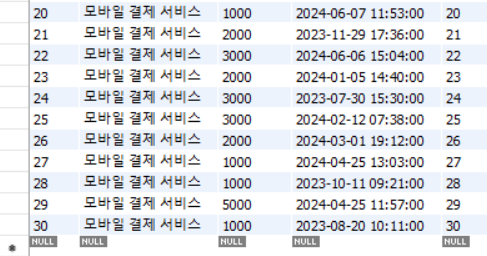 20 모바일 결제 서비스 1000 2024-06-07 11:53:00 20
21 모바일 결제 서비스 2000 2023-11-29 17:36:00 21
22 모바일 결제 서비스 3000 2024-06-06 15:04:00 22
23 모바일 결제 서비스 2000 2024-01-05 14:40:00 23
24 모바일 결제 서비스 3000 2023-07-30 15:30:00 24
25 모바일 결제 서비스 3000 2024-02-12 07:38:00 25
26 모바일 결제 서비스 2000 2024-03-01 19:12:00 26
27 모바일 결제 서비스 1000 2024-04-25 13:03:00 27
28 모바일 결제 서비스 1000 2023-10-11 09:21:00 28
29 모바일 결제 서비스 5000 2024-04-25 11:57:00 29
30 모바일 결제 서비스 1000 2023-08-20 10:11:00 30
NULL NULL NULL NULL NULL